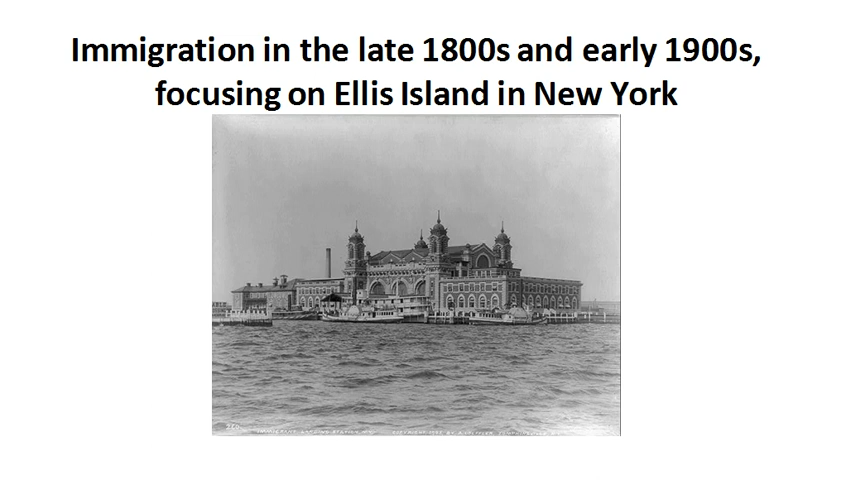 Immigration in the late 1800s and early 1900s,
focusing on Ellis Island in New York